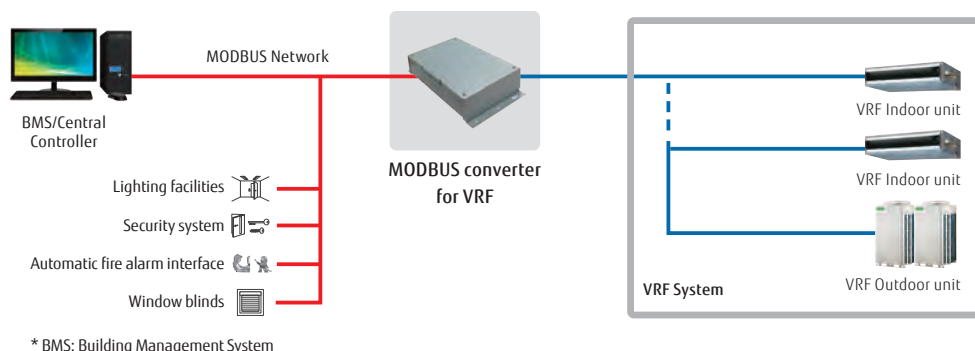 MODBUS Network
BMS/Central
Controller
MODBUS converter
for VRF
VRF Indoor unit
VRF Indoor unit
VRF Outdoor unit
VRF System
Lighting facilities
Security system
Automatic fire alarm interface
Window blinds
* BMS: Building Management System